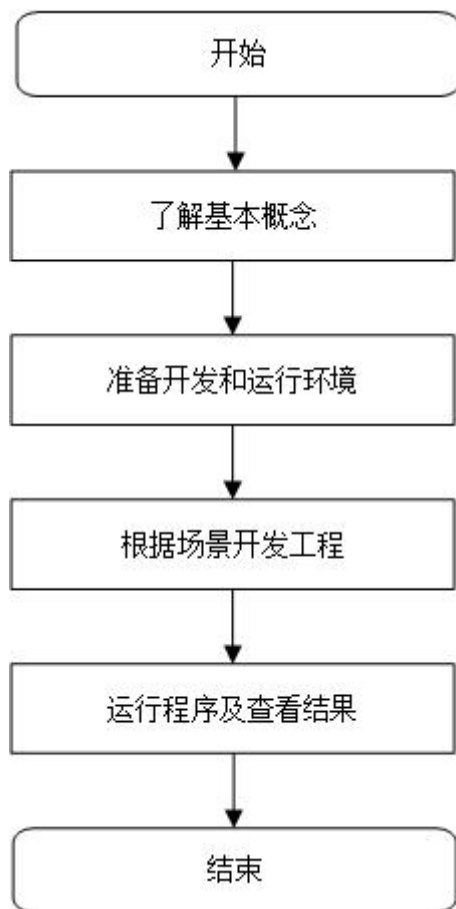 开始
了解基本概念
准备开发和运行环境
根据场景开发工程
运行程序及查看结果
结束